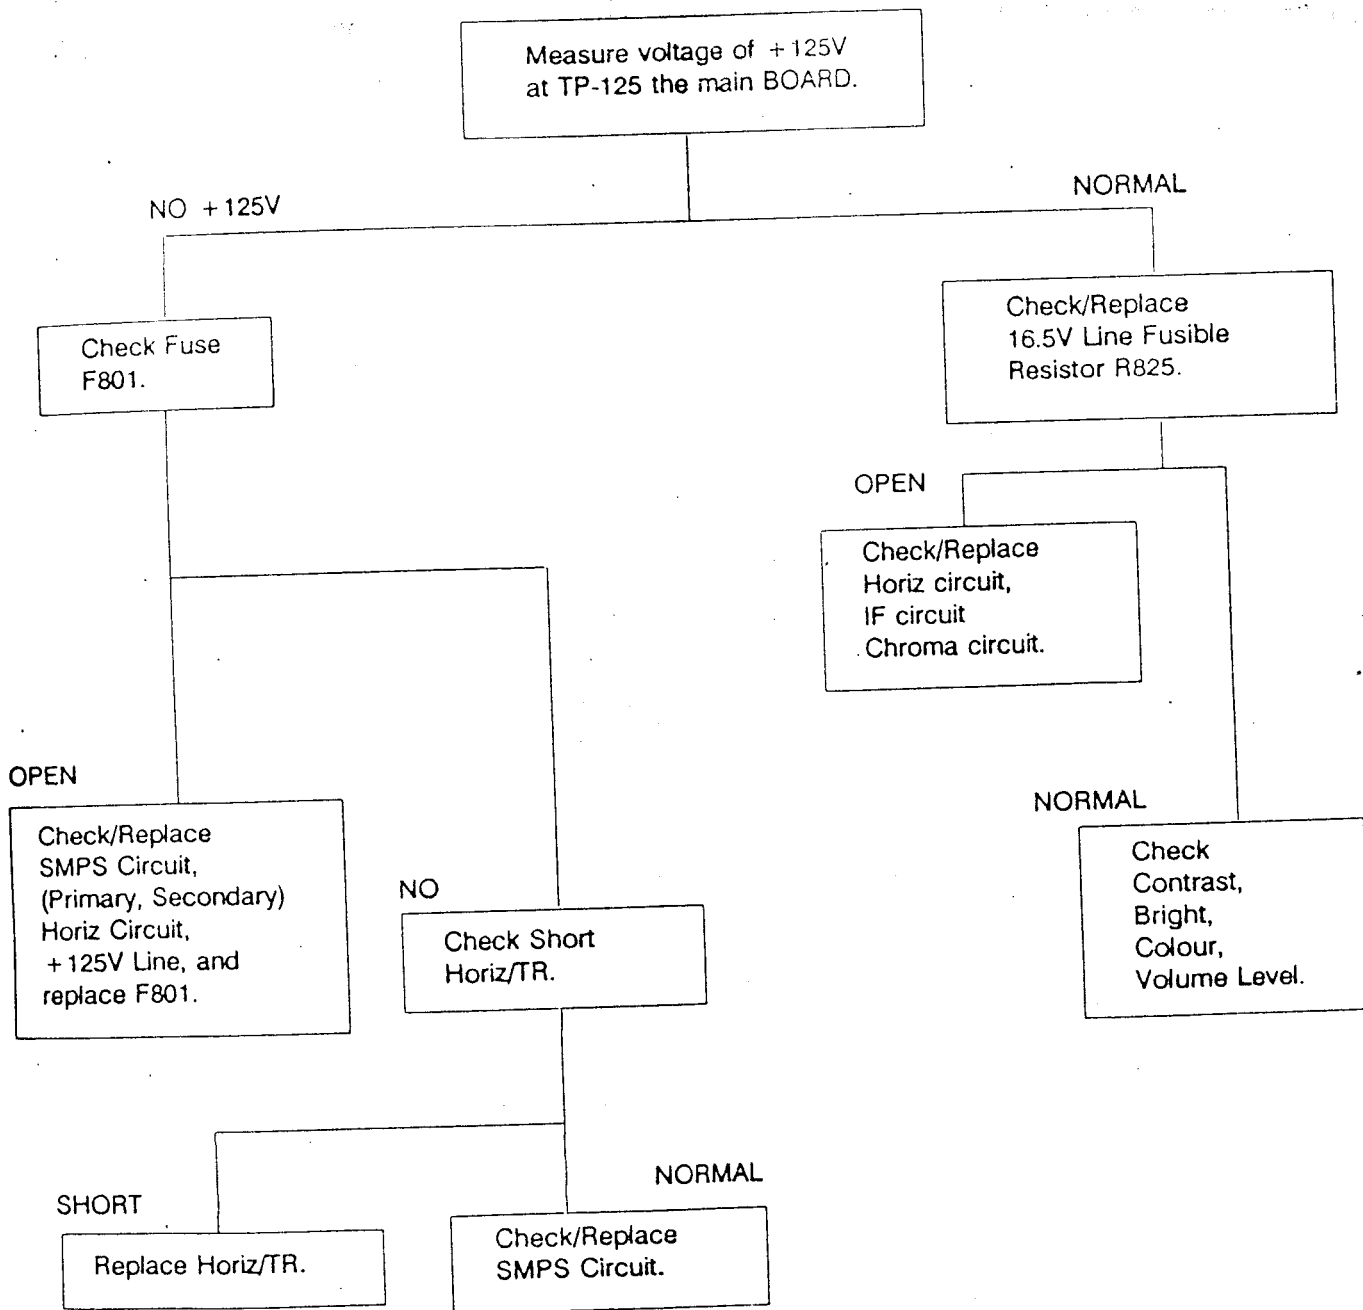 Measure voltage of +125V
at TP-125 the main BOARD.
NO +125V
NORMAL
Check Fuse
F801.
Check/Replace
16.5V Line Fusible
Resistor R825.
OPEN
Check/Replace
Horiz circuit,
IF circuit
Chroma circuit.
OPEN
Check/Replace
SMPS Circuit,
(Primary, Secondary)
Horiz Circuit,
+125V Line, and
replace F801.
NO
Check Short
Horiz/TR.
NORMAL
Check
Contrast,
Bright,
Colour,
Volume Level.
SHORT
Replace Horiz/TR.
NORMAL
Check/Replace
SMPS Circuit.